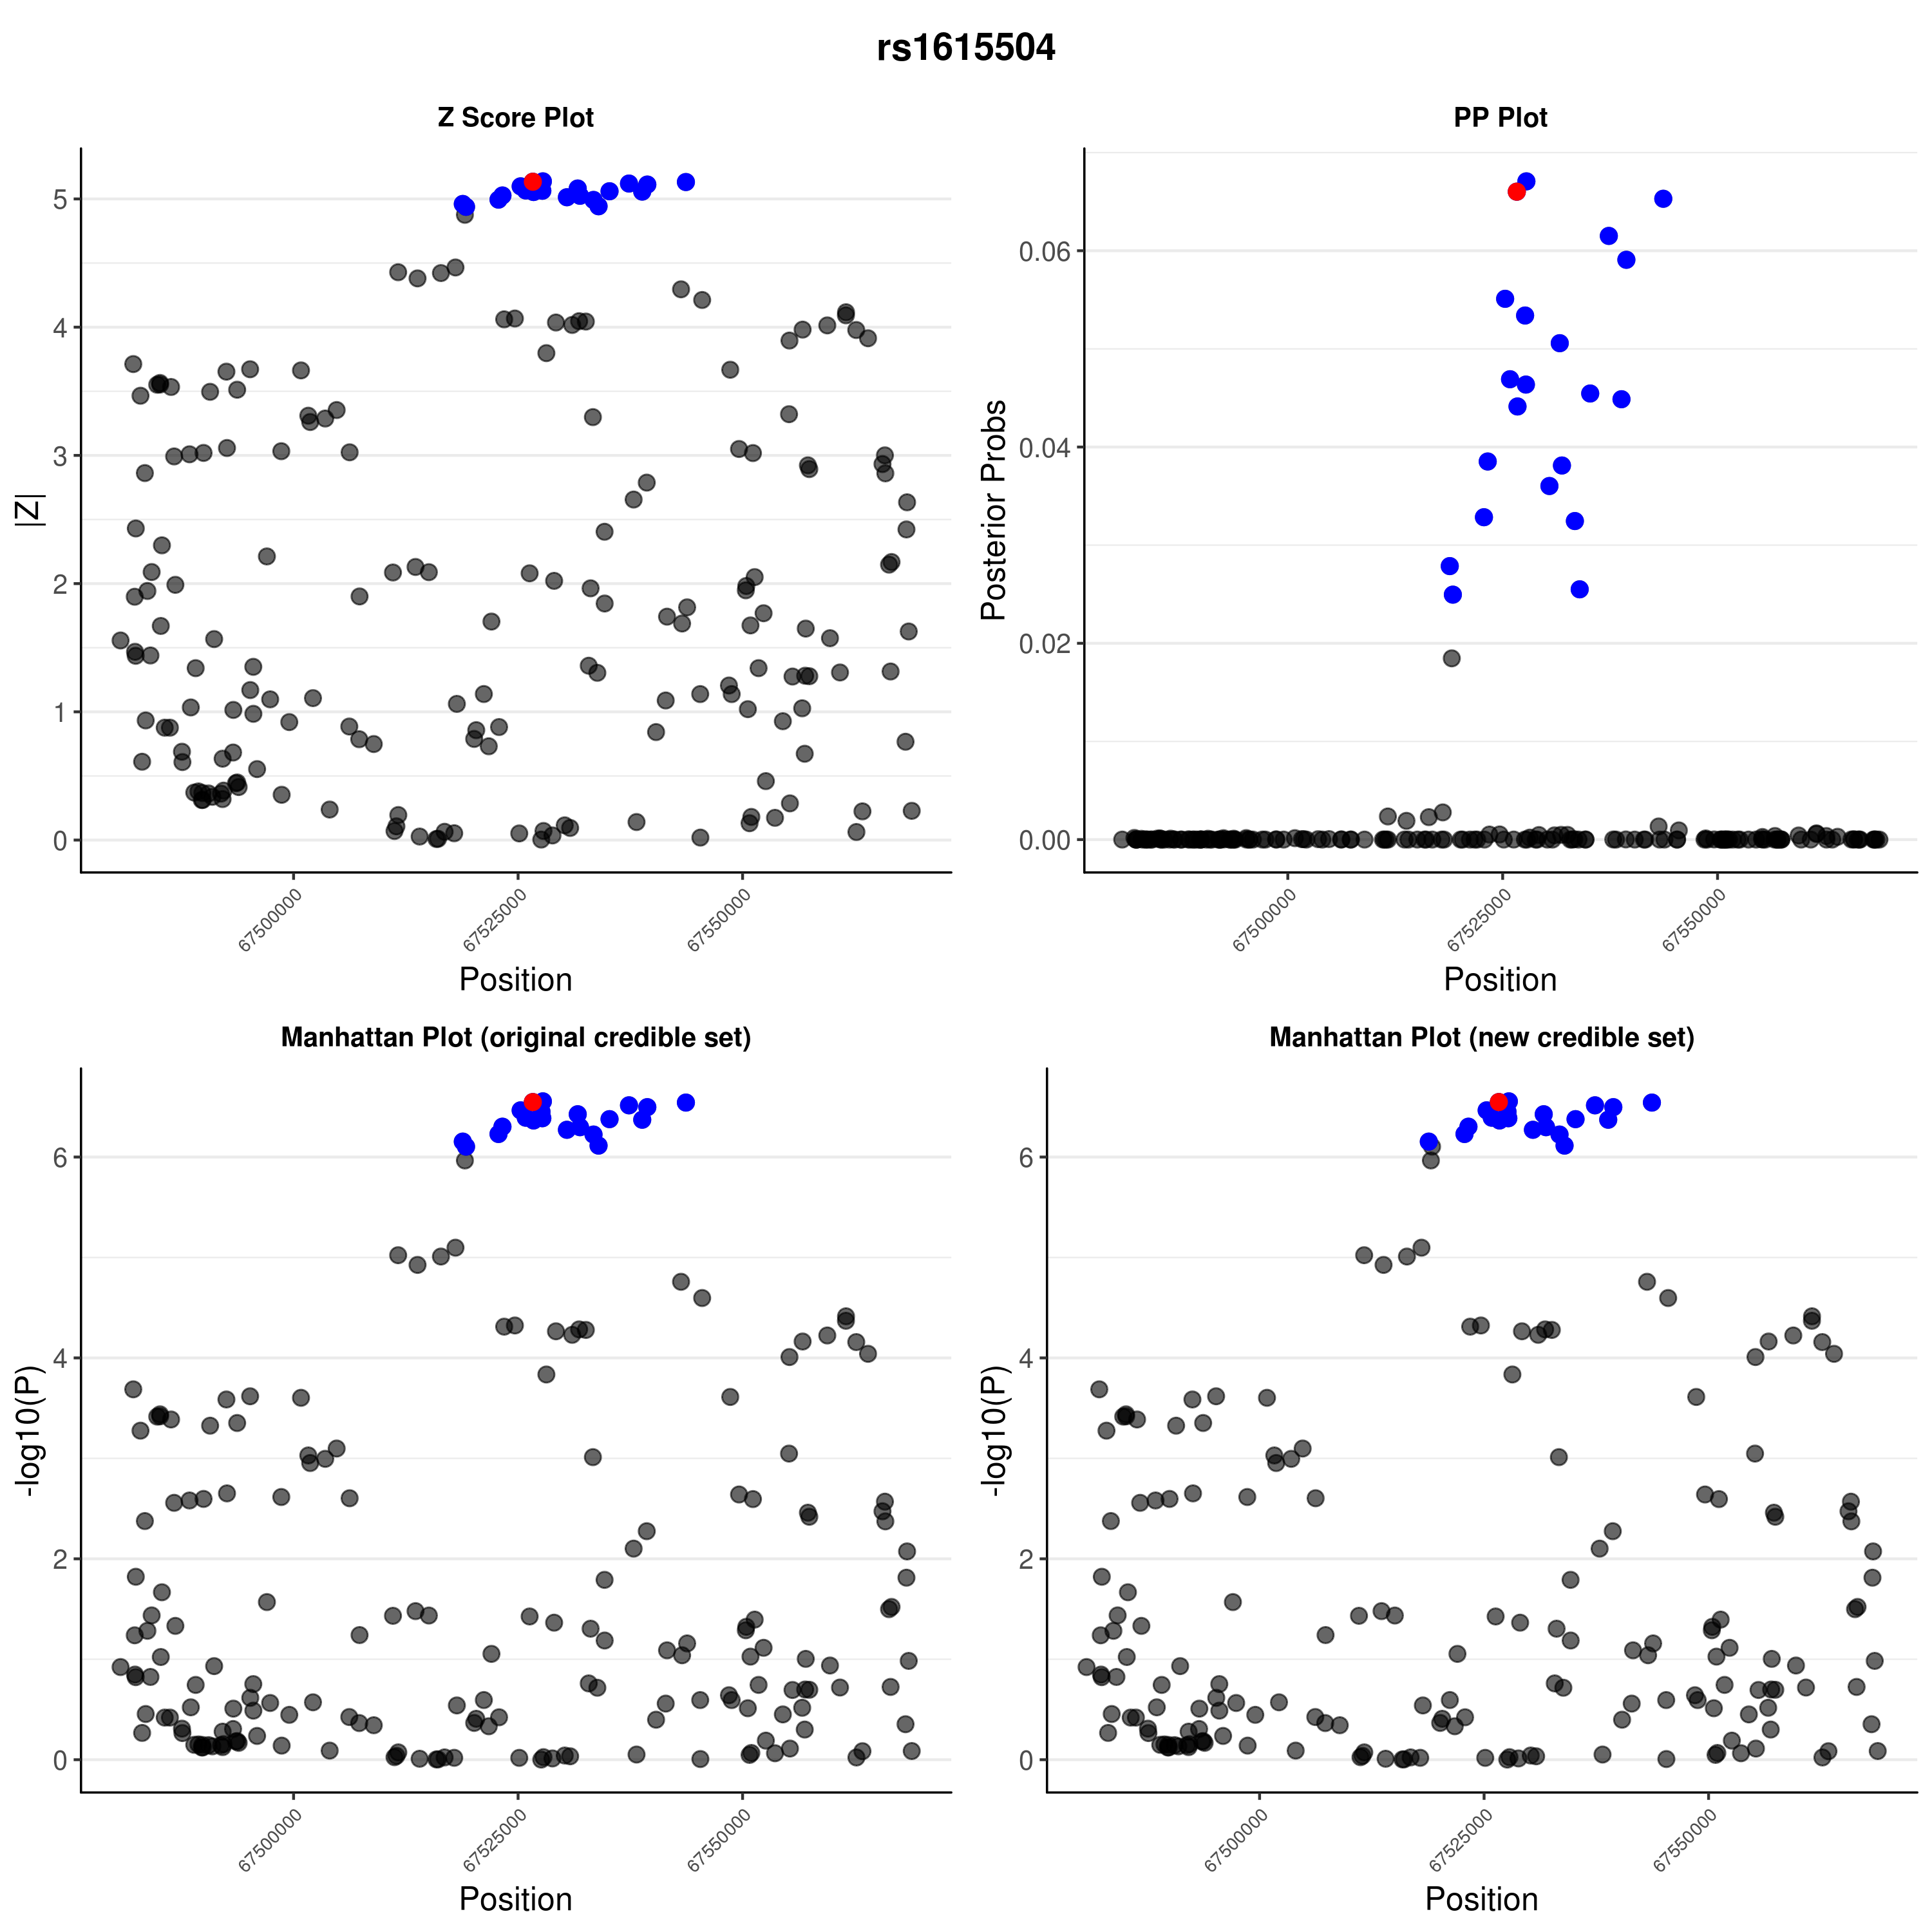 rs1615504
Z Score Plot
|Z|
5
4
3
2
1
0
67500000
67525000
67550000
Position
PP Plot
Posterior Probs
0.06
0.04
0.02
0.00
67500000
67525000
67550000
Position
Manhattan Plot (original credible set)
-log10(P)
6
4
2
0
67500000
67525000
67550000
Position
Manhattan Plot (new credible set)
-log10(P)
6
4
2
0
67500000
67525000
67550000
Position